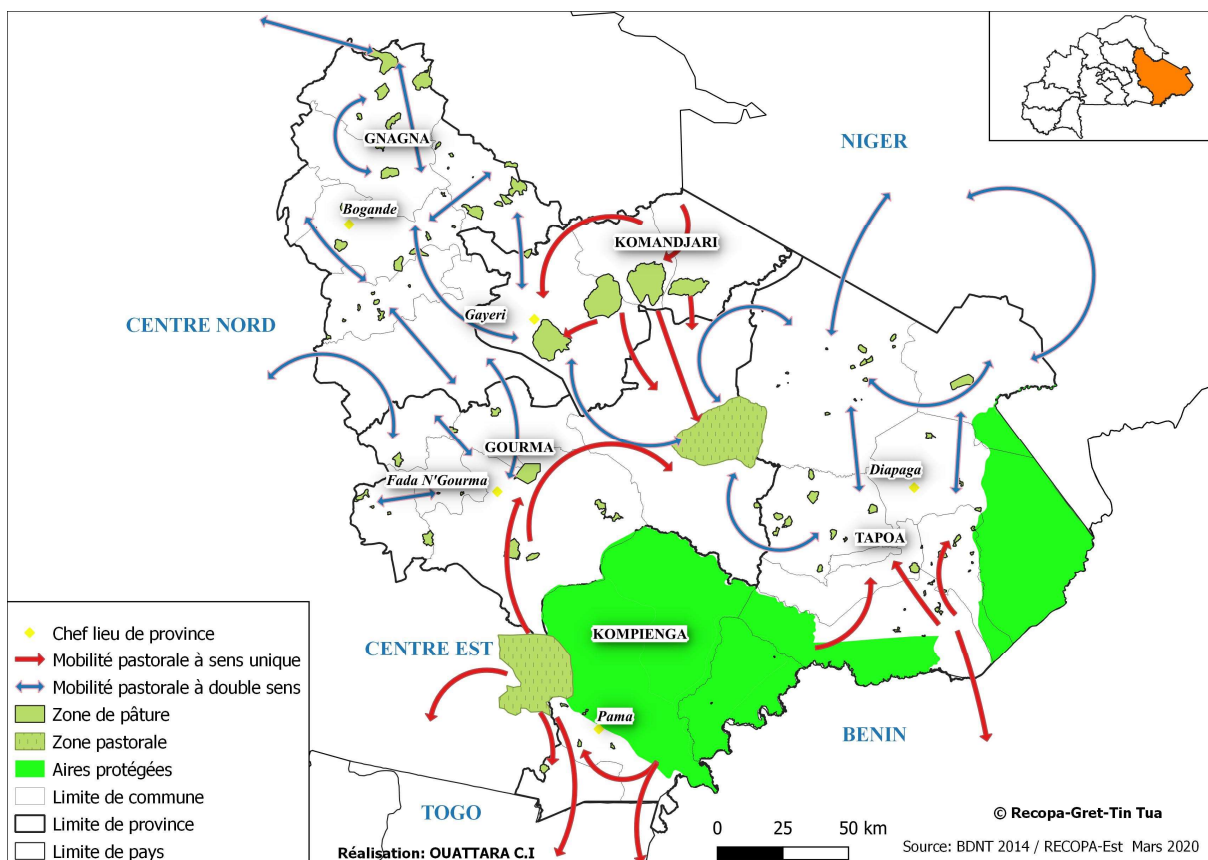 NIGER
GNAGNA
Bogande
KOMANDJARI
CENTRE NORD
Gayeri
GOURMA
Fada N'Gourma
Diapaga
TAPOA
CENTRE EST
KOMPIENGA
Pama
BENIN
TOGO
Chef lieu de province
Mobilité pastorale à sens unique
Mobilité pastorale à double sens
Zone de pâture
Zone pastorale
Aires protégées
Limite de commune
Limite de province
Limite de pays
Réalisation: OUATTARA C.I
0 25 50 km
© Recopa-Gret-Tin Tua
Source: BDNT 2014 / RECOPA-Est Mars 2020